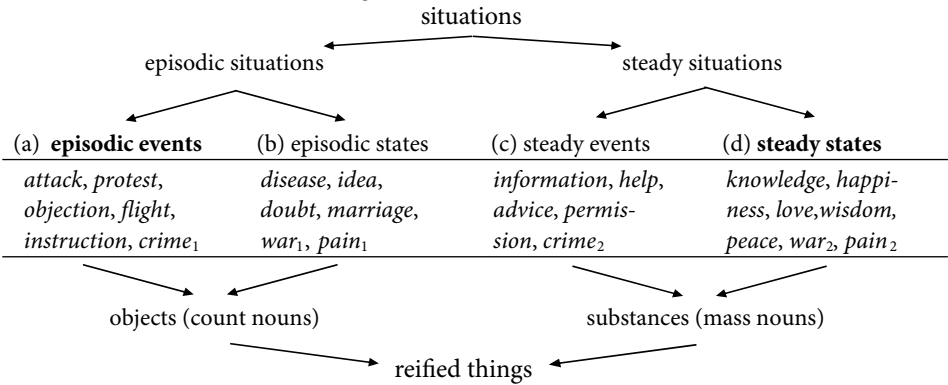 situations
episodic situations steady situations
(a) episodic events (b) episodic states (c) steady events (d) steady states
attack, protest, disease, idea, information, help, knowledge, happi-
objection, flight, doubt, marriage, advice, permis- ness, love,wisdom,
instruction, crime₁ war₁, pain₁ sion, crime₂ peace, war₂, pain₂
objects (count nouns) substances (mass nouns)
reified things